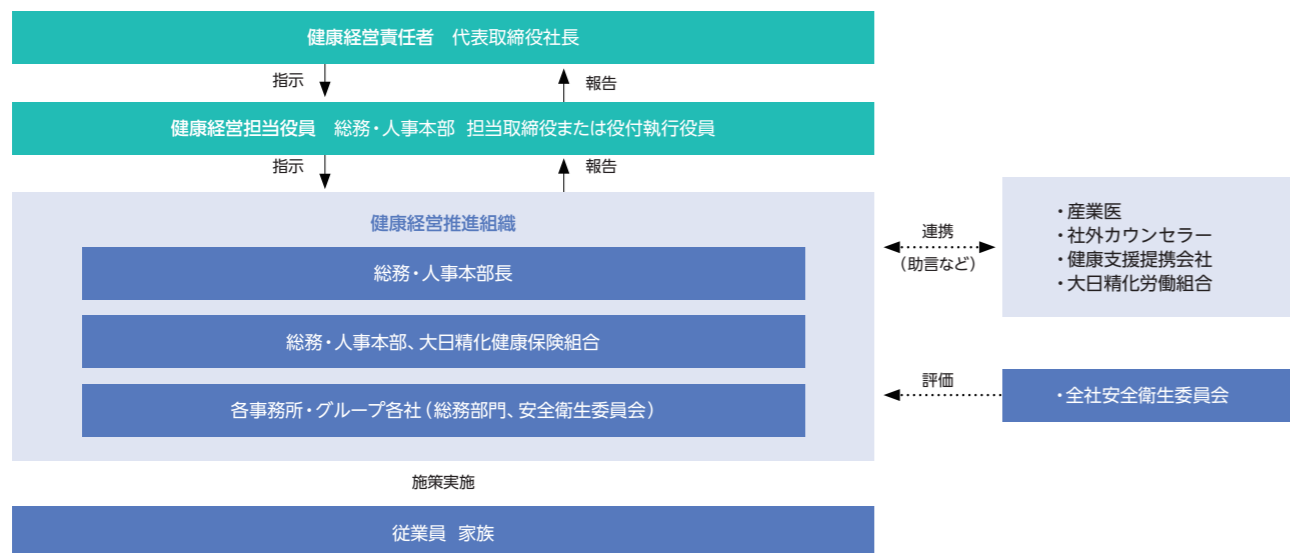 健康経営責任者　代表取締役社長
指示
報告
健康経営担当役員　総務・人事本部 担当取締役または役付執行役員
指示
報告
健康経営推進組織
総務・人事本部長
総務・人事本部、大日精化健康保険組合
各事務所・グループ各社（総務部門、安全衛生委員会）
連携
（助言など）
・産業医
・社外カウンセラー
・健康支援提携会社
・大日精化労働組合
評価
・全社安全衛生委員会
施策実施
従業員 家族